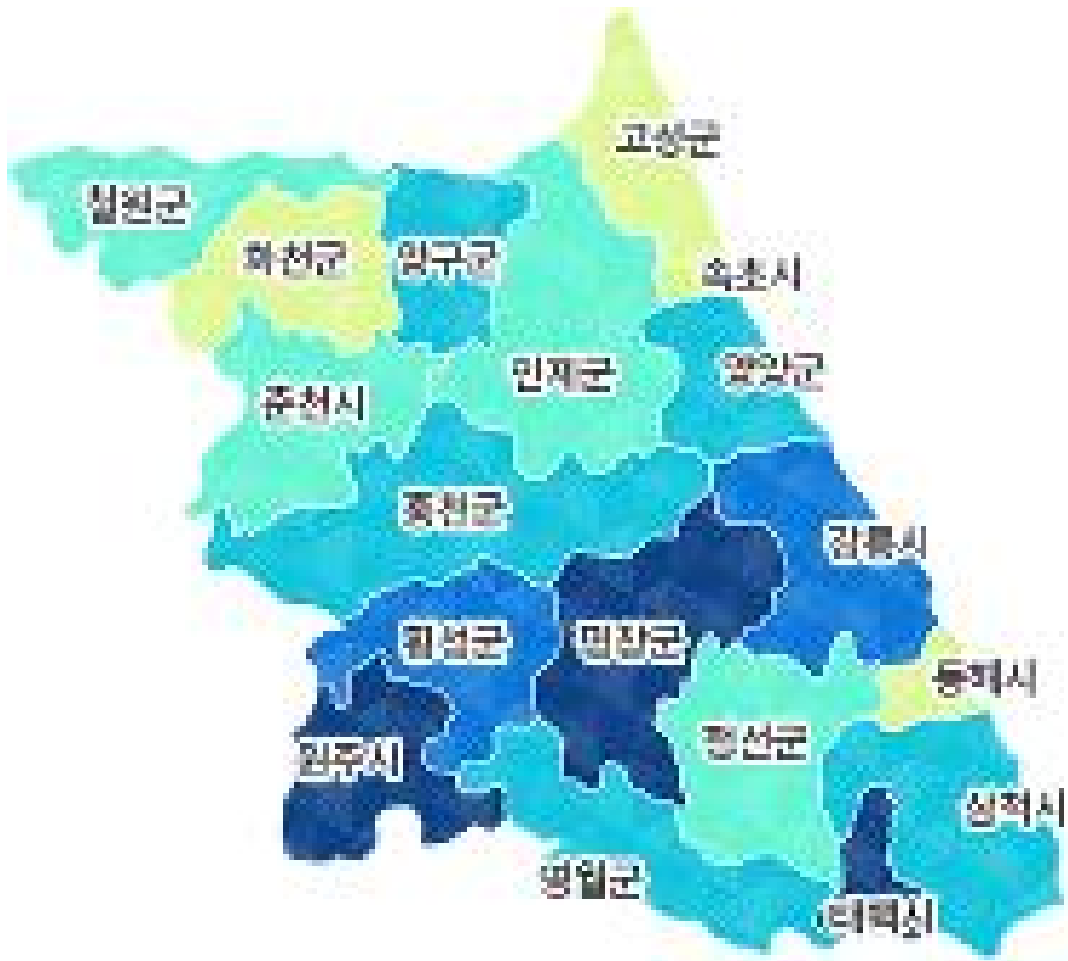 고성군
철원군
화천군
양구군
속초시
인제군
양양군
춘천시
홍천군
강릉시
횡성군
평창군
동해시
정선군
원주시
삼척시
영월군
태백시